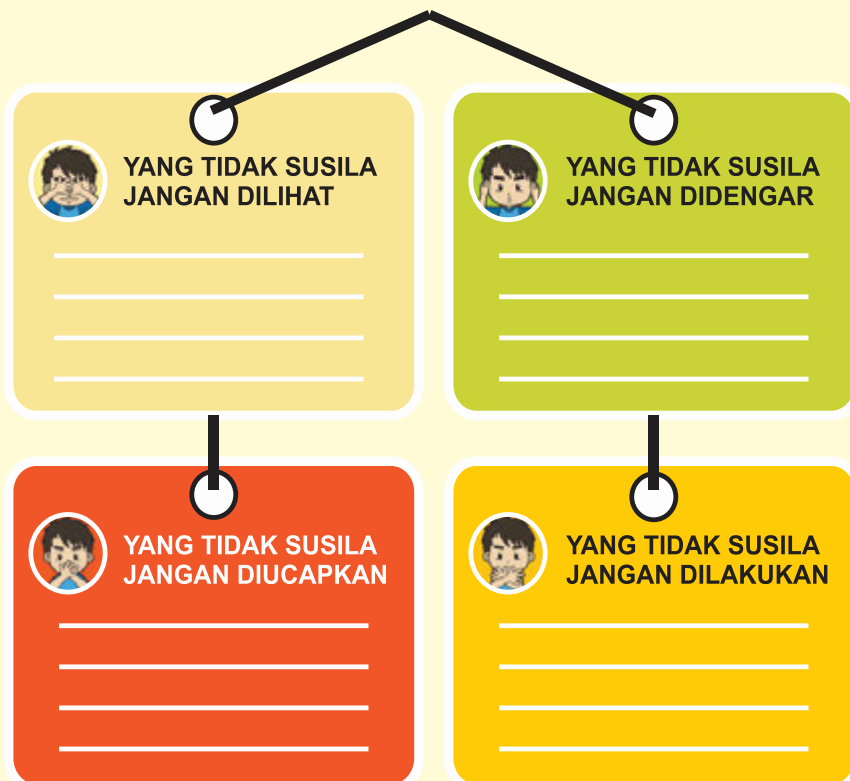 YANG TIDAK SUSILA
JANGAN DILIHAT
YANG TIDAK SUSILA
JANGAN DIDENGAR
YANG TIDAK SUSILA
JANGAN DIUCAPKAN
YANG TIDAK SUSILA
JANGAN DILAKUKAN